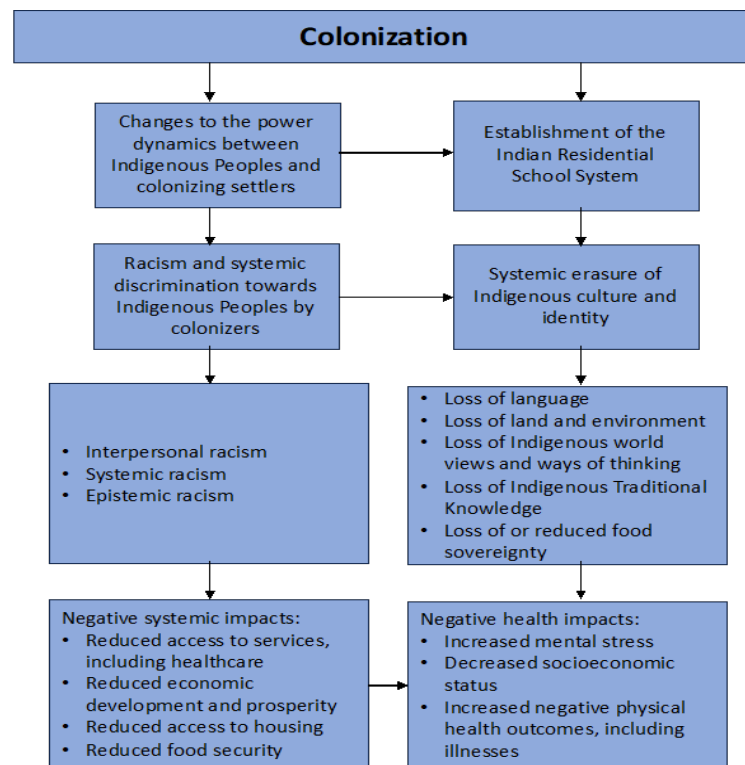 Colonization
Changes to the power
dynamics between
Indigenous Peoples and
colonizing settlers
Establishment of the
Indian Residential
School System
Racism and systemic
discrimination towards
Indigenous Peoples by
colonizers
Systemic erasure of
Indigenous culture and
identity
• Interpersonal racism
• Systemic racism
• Epistemic racism
• Loss of language
• Loss of land and environment
• Loss of Indigenous world
views and ways of thinking
• Loss of Indigenous Traditional
Knowledge
• Loss of or reduced food
sovereignty
Negative systemic impacts:
• Reduced access to services,
including healthcare
• Reduced economic
development and prosperity
• Reduced access to housing
• Reduced food security
Negative health impacts:
• Increased mental stress
• Decreased socioeconomic
status
• Increased negative physical
health outcomes, including
illnesses